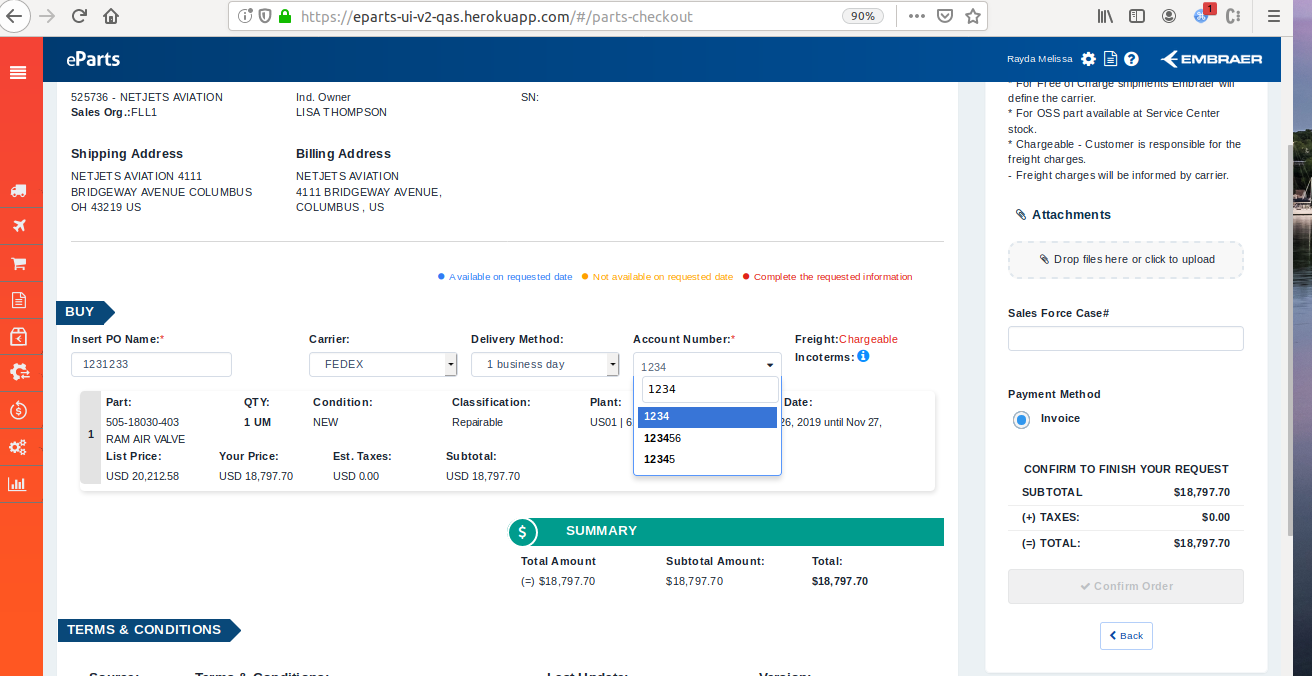 https://eparts-ui-v2-qas.herokuapp.com/#/parts-checkout
90%
1
eParts
Rayda Melissa
EMBRAER
525736 - NETJETS AVIATION
Sales Org.:FLL1
Ind. Owner
LISA THOMPSON
SN:
Shipping Address
NETJETS AVIATION 4111
BRIDGEWAY AVENUE COLUMBUS
OH 43219 US
Billing Address
NETJETS AVIATION
4111 BRIDGEWAY AVENUE,
COLUMBUS , US
Available on requested date
Not available on requested date
Complete the requested information
BUY
Insert PO Name:*
1231233
Carrier:
FEDEX
Delivery Method:
1 business day
Account Number:*
1234
1234
1234
123456
12345
Freight:Chargeable
Incoterms:
1
Part:
505-18030-403
RAM AIR VALVE
QTY:
1 UM
Condition:
NEW
Classification:
Repairable
Plant:
US01 | 6
Date:
26, 2019 until Nov 27,
List Price:
USD 20,212.58
Your Price:
USD 18,797.70
Est. Taxes:
USD 0.00
Subtotal:
USD 18,797.70
$ SUMMARY
Total Amount
(=) $18,797.70
Subtotal Amount:
$18,797.70
Total:
$18,797.70
TERMS & CONDITIONS
Source:
Terms & Conditions:
Last Update:
Version:
* For Free of Charge shipments Embraer will
define the carrier.
* For OSS part available at Service Center
stock.
* Chargeable - Customer is responsible for the
freight charges.
- Freight charges will be informed by carrier.
Attachments
Drop files here or click to upload
Sales Force Case#
Payment Method
Invoice
CONFIRM TO FINISH YOUR REQUEST
SUBTOTAL $18,797.70
(+) TAXES: $0.00
(=) TOTAL: $18,797.70
Confirm Order
Back